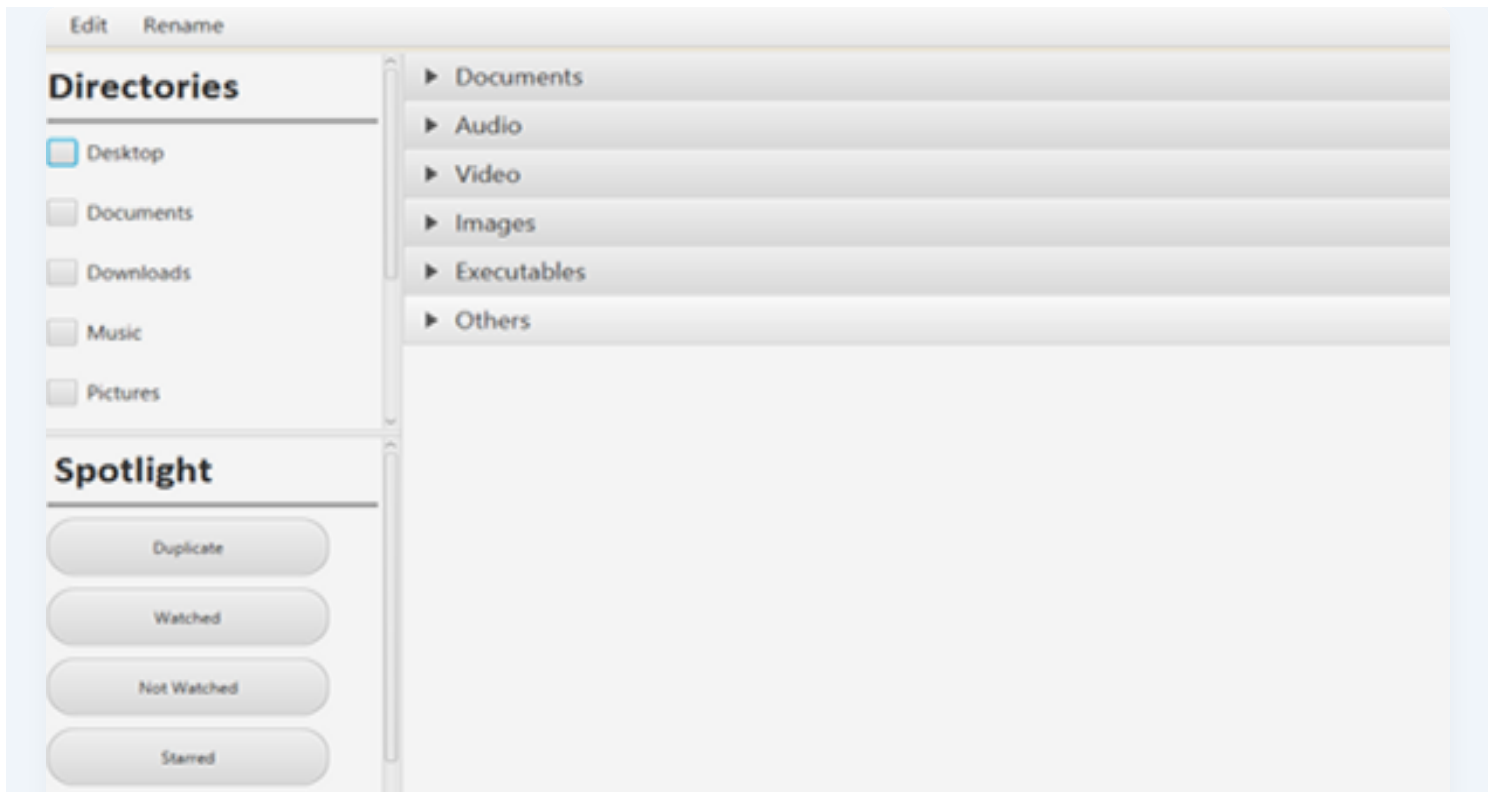 Edit Rename
Directories
Desktop
Documents
Downloads
Music
Pictures
Spotlight
Duplicate
Watched
Not Watched
Starred
Documents
Audio
Video
Images
Executables
Others